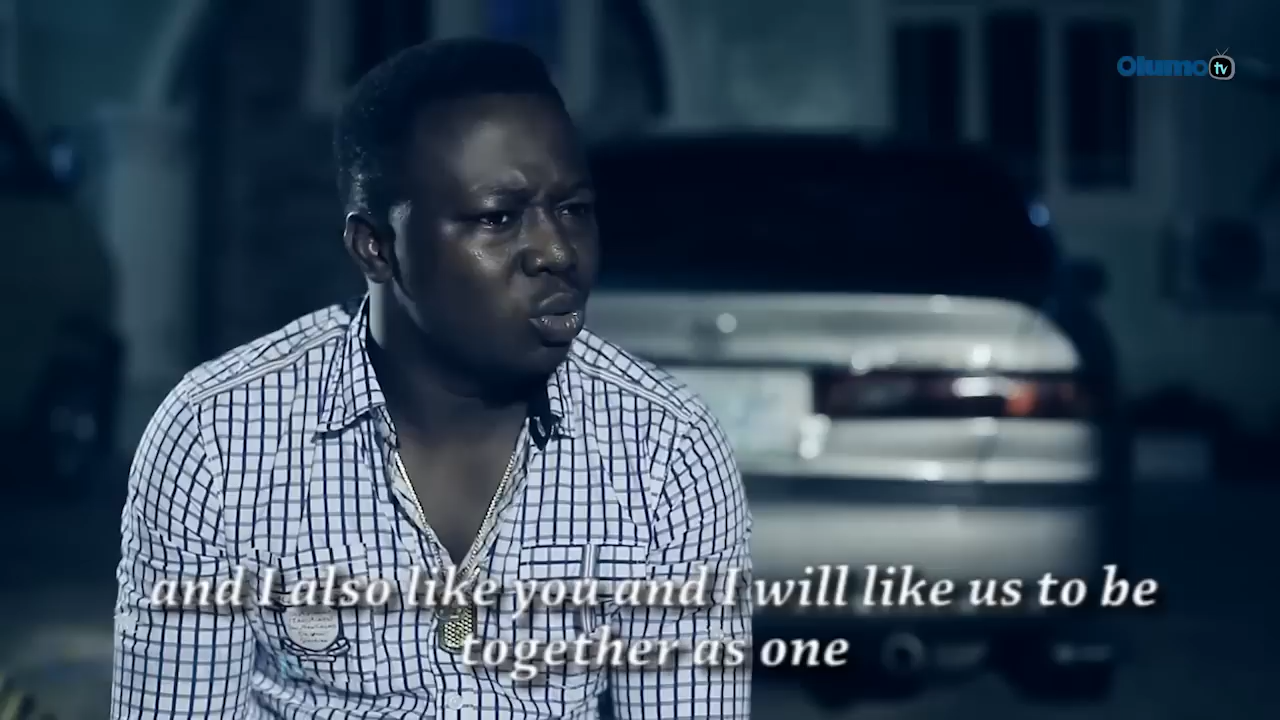 Olumo tv
and I also like you and I will like us to be
together as one